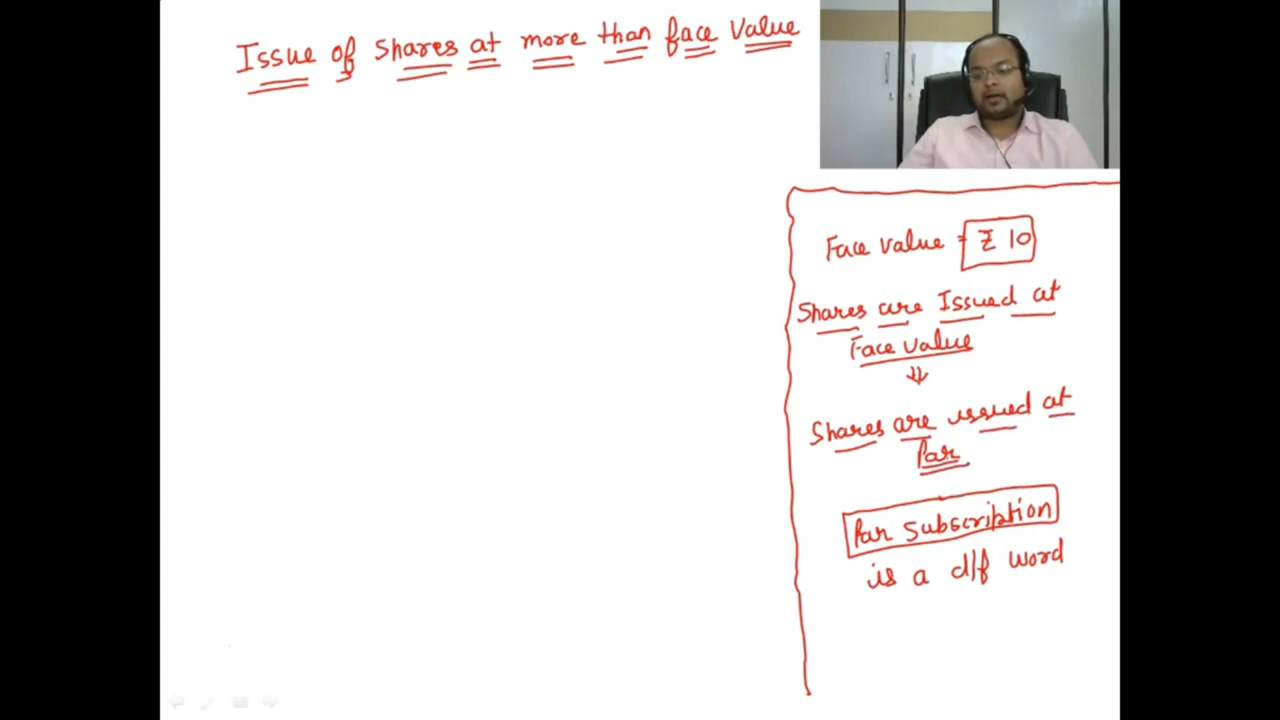 Issue of shares at more than face value
Face value = ₹ 10
Shares are Issued at
Face value
⇓
Shares are issued at
Par
Par subscription
is a d/f word